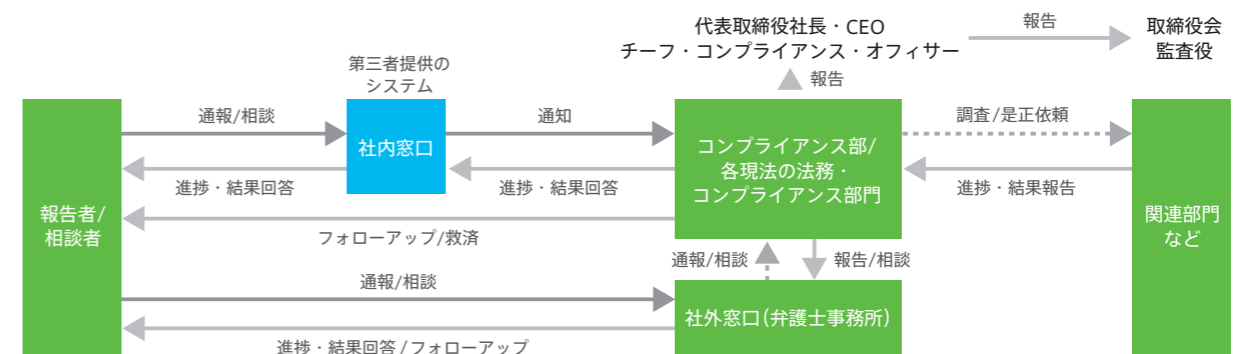 代表取締役社長・CEO
チーフ・コンプライアンス・オフィサー
報告
取締役会
監査役
報告
第三者提供の
システム
通報/相談
社内窓口
通知
コンプライアンス部/
各現法の法務・
コンプライアンス部門
調査/是正依頼
進捗・結果回答
進捗・結果回答
進捗・結果報告
報告者/
相談者
関連部門
など
フォローアップ/救済
通報/相談
報告/相談
通報/相談
社外窓口(弁護士事務所)
進捗・結果回答/フォローアップ